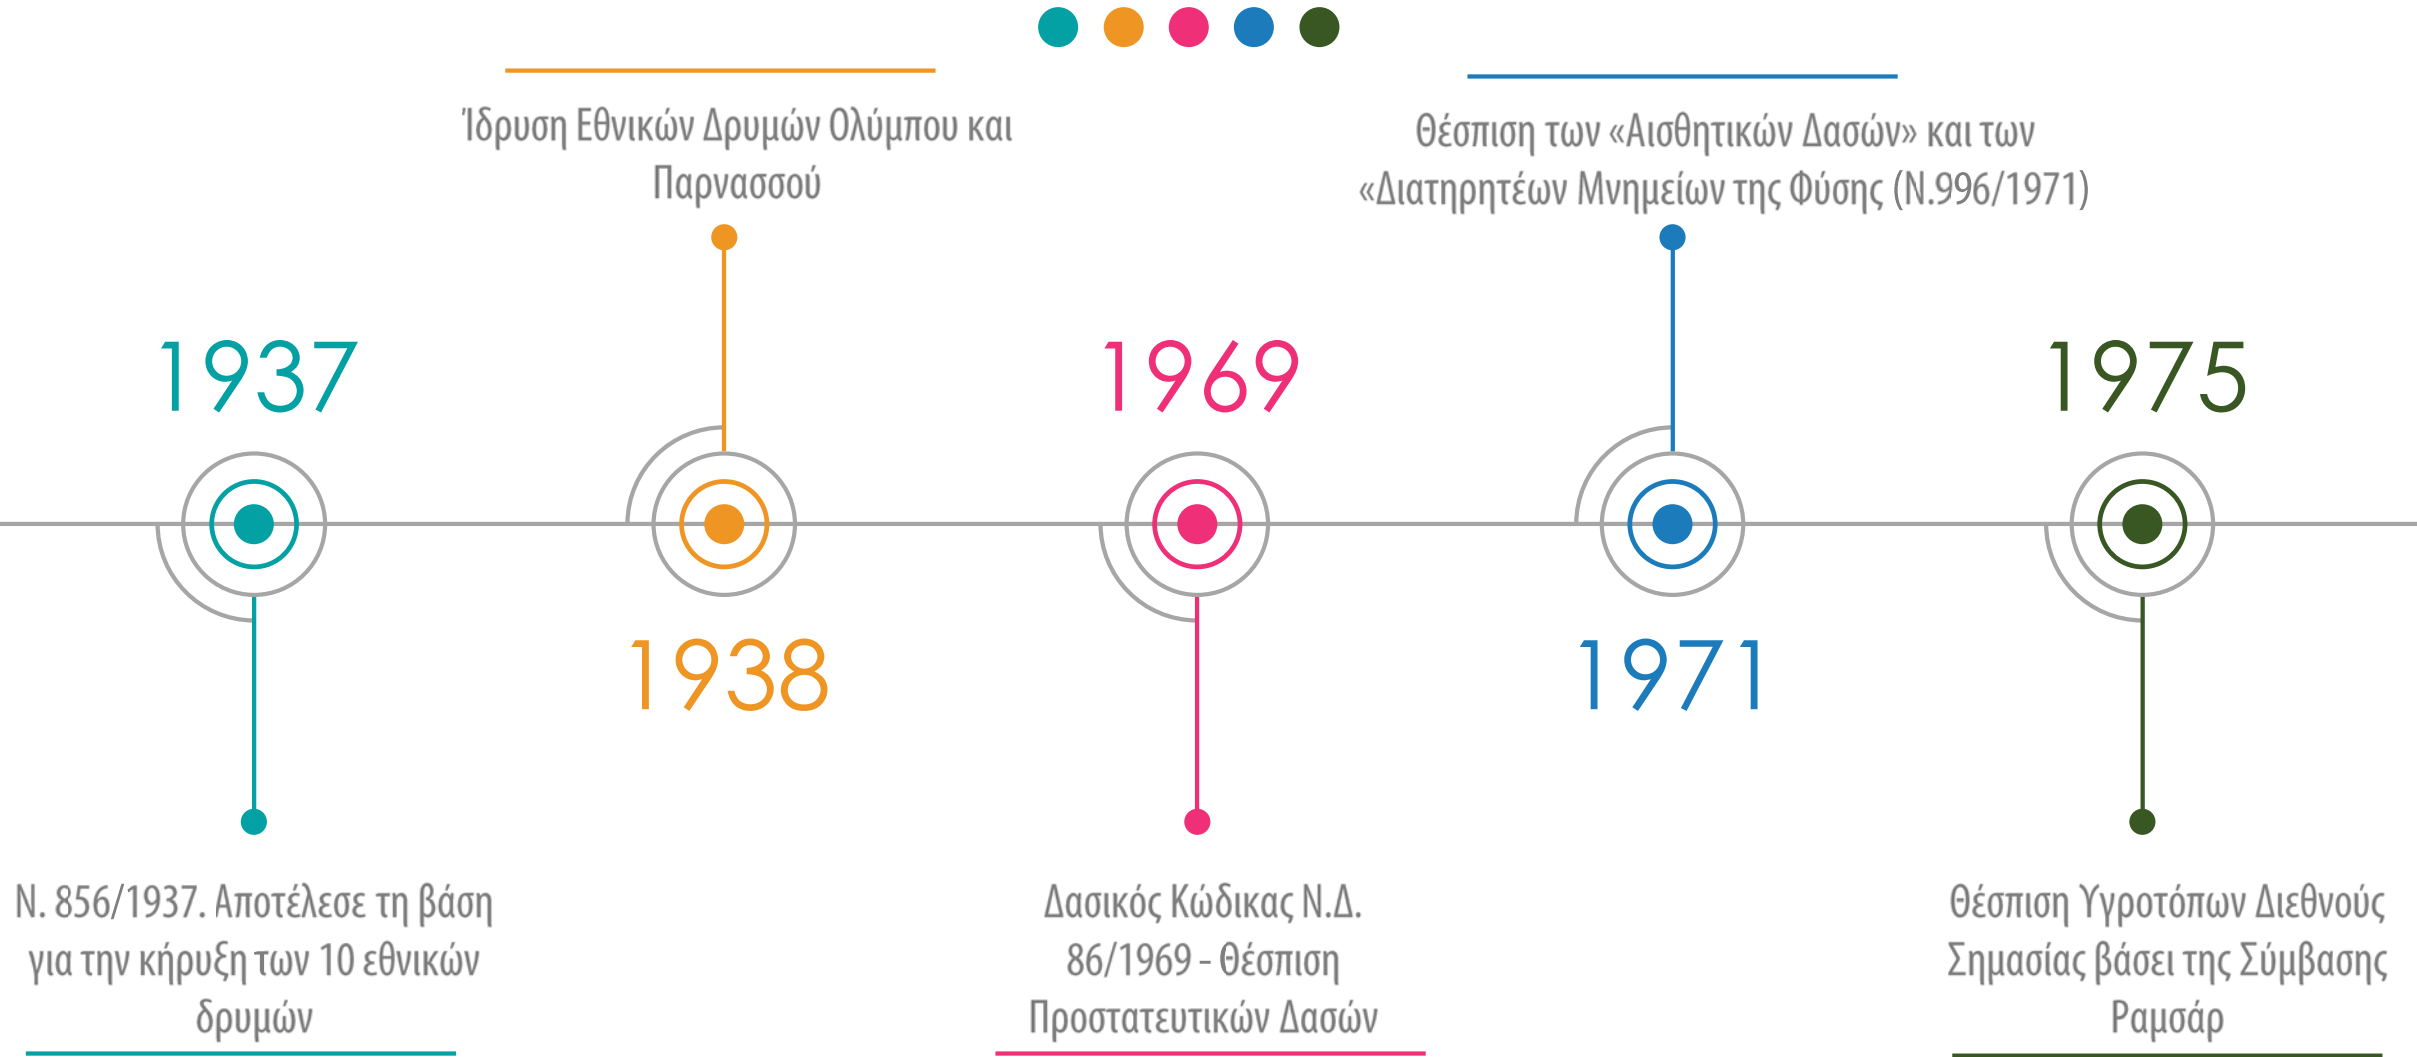 Ίδρυση Εθνικών Δρυμών Ολύμπου και
Παρνασσού
Θέσπιση των «Αισθητικών Δασών» και των
«Διατηρητέων Μνημείων της Φύσης (Ν.996/1971)
1937
1969
1975
1938
1971
Ν. 856/1937. Αποτέλεσε τη βάση
για την κήρυξη των 10 εθνικών
δρυμών
Δασικός Κώδικας Ν.Δ.
86/1969 - Θέσπιση
Προστατευτικών Δασών
Θέσπιση Υγροτόπων Διεθνούς
Σημασίας βάσει της Σύμβασης
Ραμσάρ